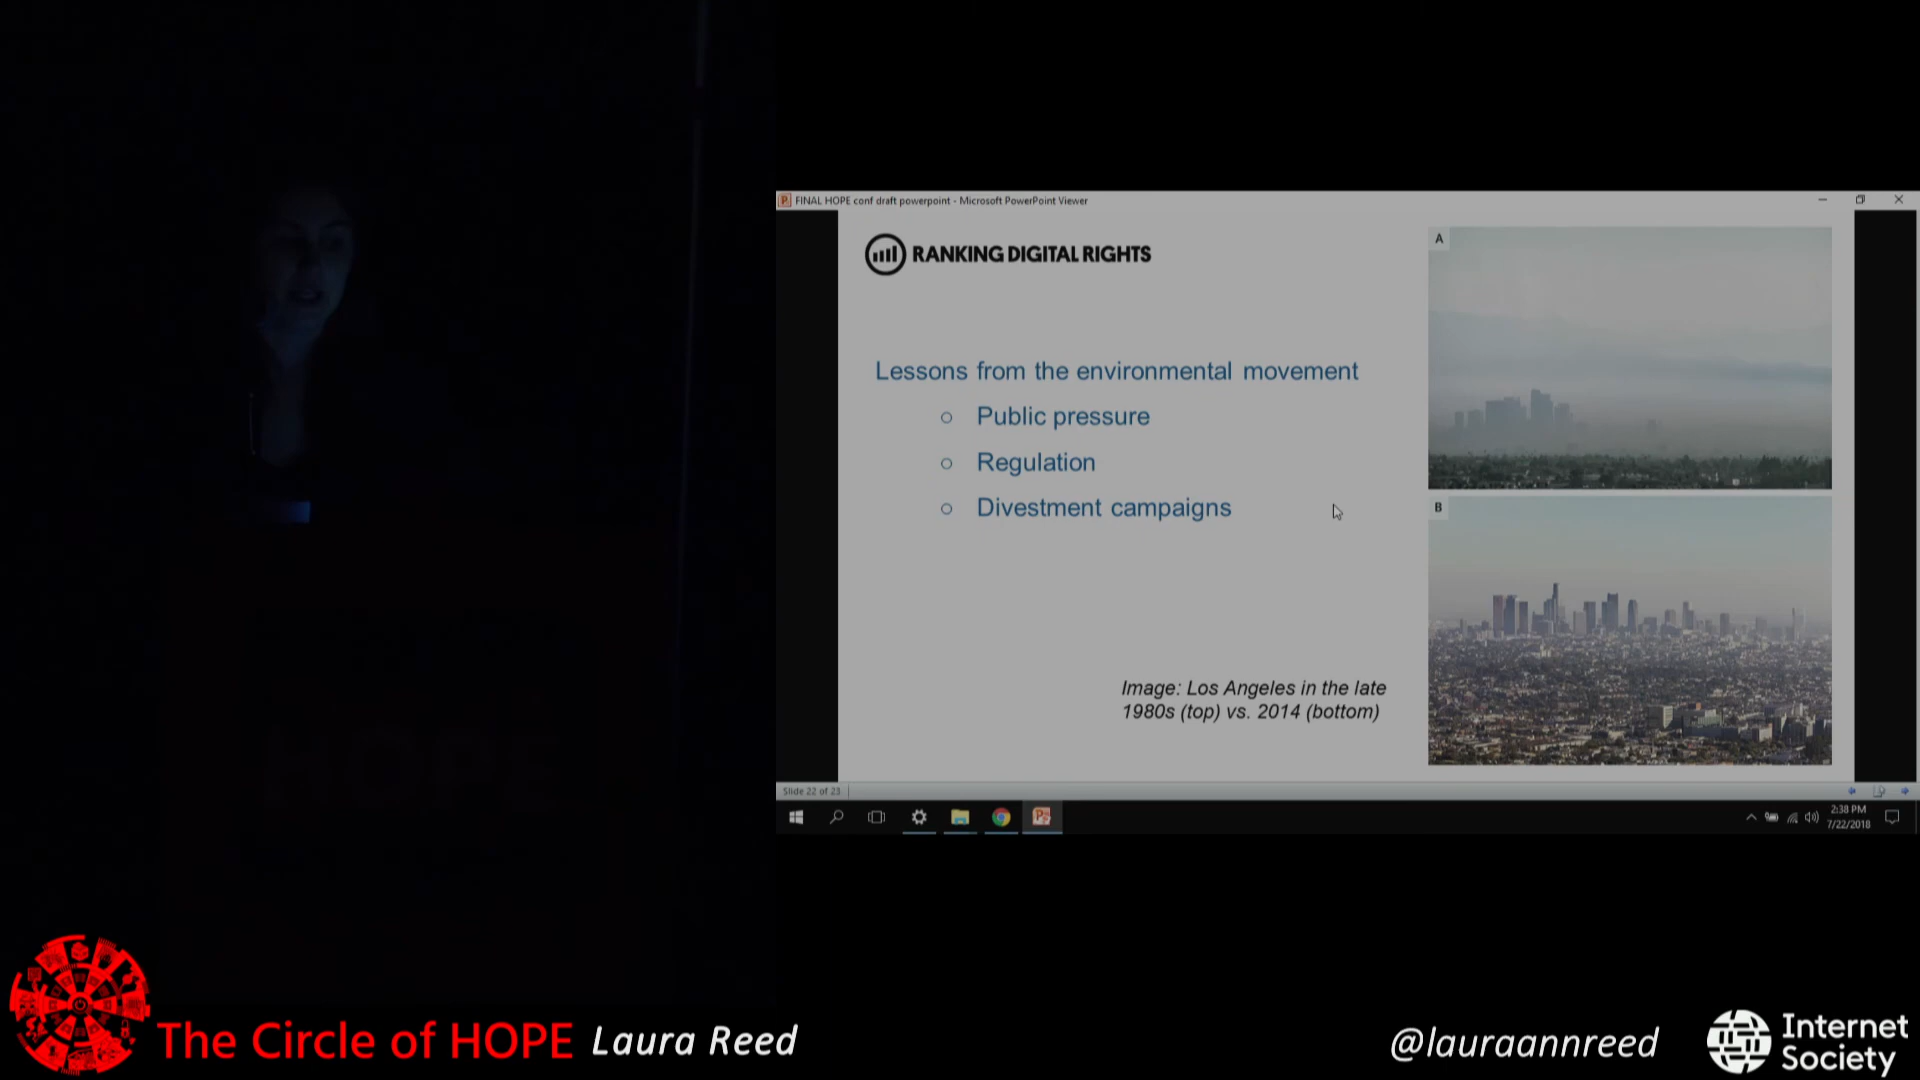 FINAL HOPE conf draft powerpoint - Microsoft PowerPoint Viewer
RANKING DIGITAL RIGHTS
Lessons from the environmental movement
Public pressure
Regulation
Divestment campaigns
Image: Los Angeles in the late
1980s (top) vs. 2014 (bottom)
A
B
Slide 22 of 23
2:38 PM
7/22/2018
The Circle of HOPE Laura Reed
@lauraannreed
Internet
Society